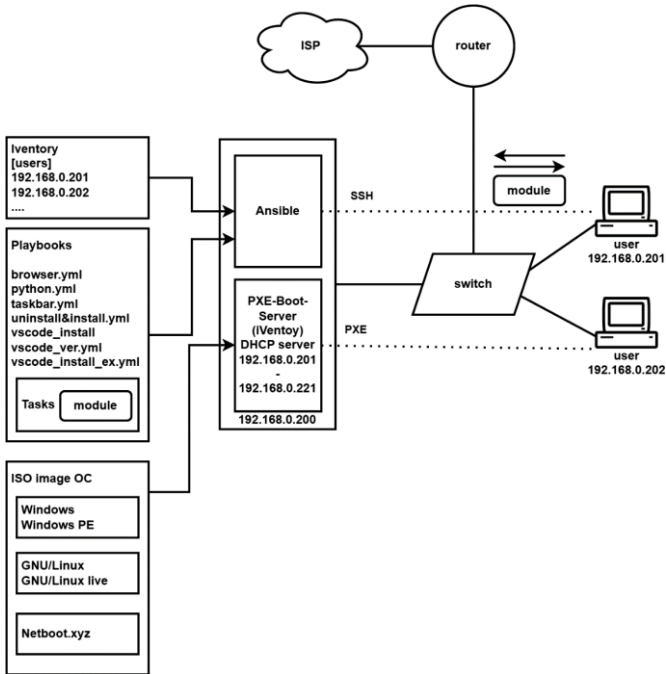 ISP
router
Iventory
[users]
192.168.0.201
192.168.0.202
....
Ansible
SSH
module
user
192.168.0.201
Playbooks
browser.yml
python.yml
taskbar.yml
uninstall&install.yml
vscode_install
vscode_ver.yml
vscode_install_ex.yml
Tasks
module
PXE-Boot-
Server
(iVentoy)
DHCP server
192.168.0.201
-
192.168.0.221
192.168.0.200
switch
PXE
user
192.168.0.202
ISO image OC
Windows
Windows PE
GNU/Linux
GNU/Linux live
Netboot.xyz